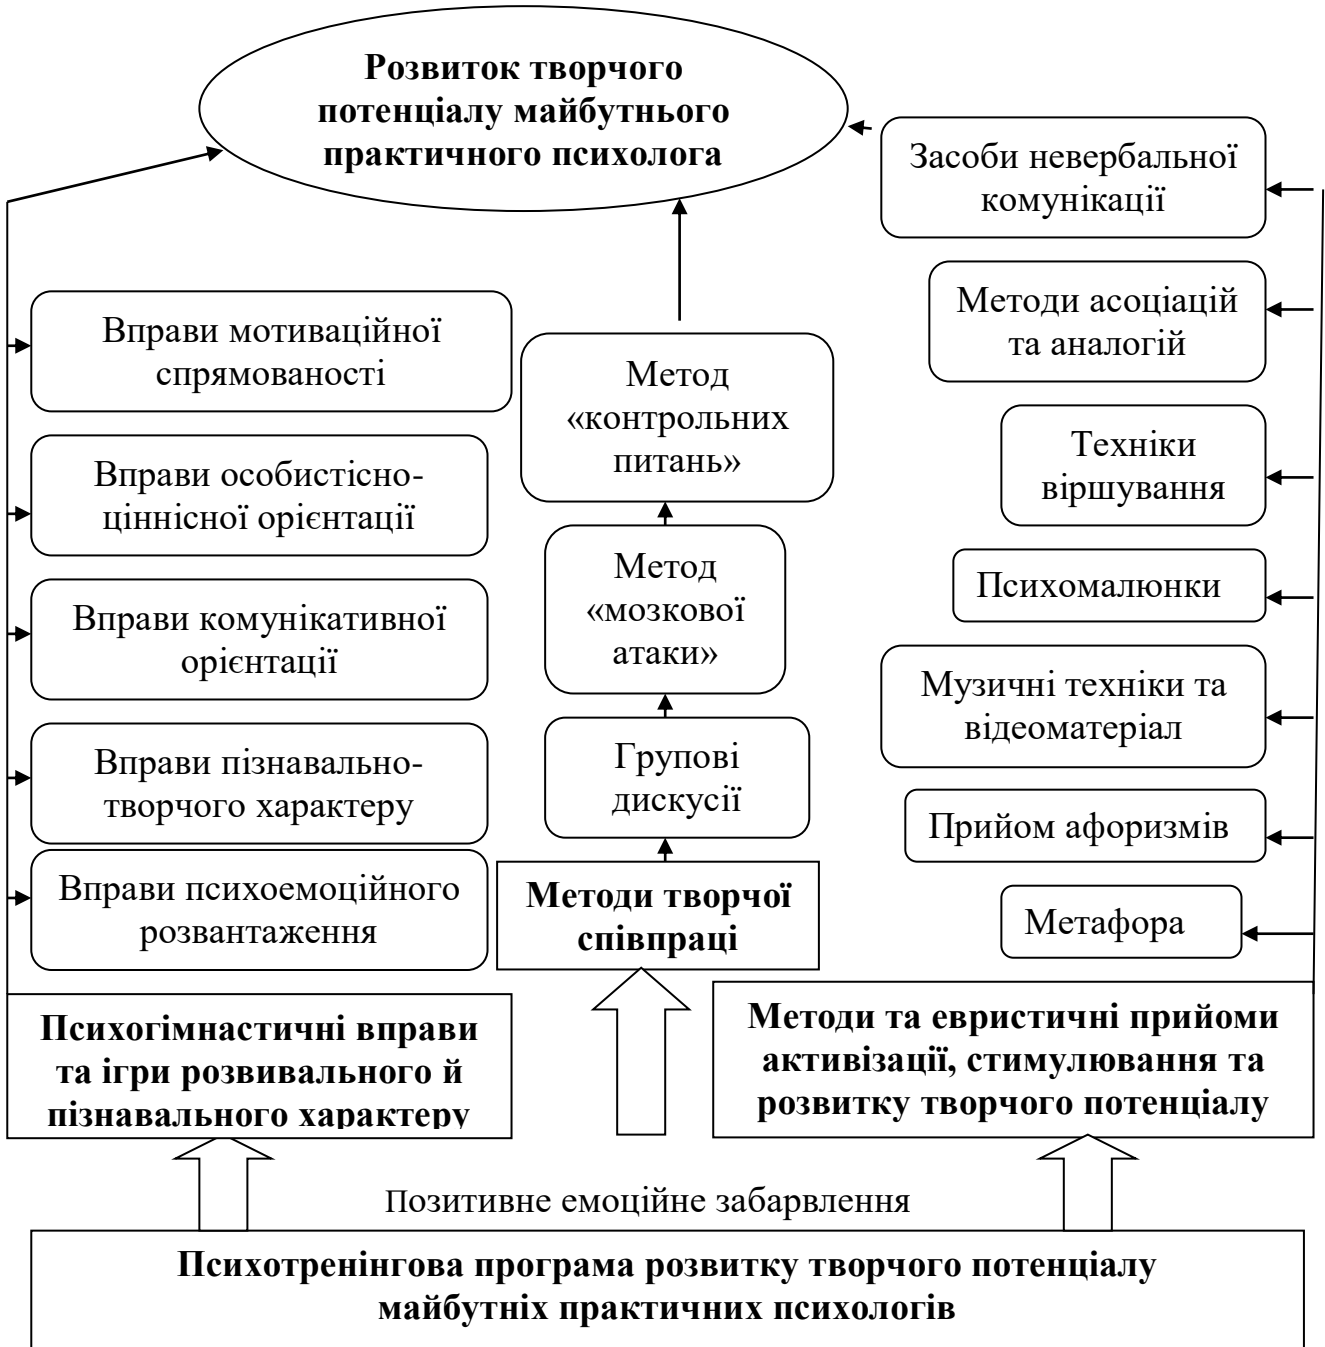 Розвиток творчого
потенціалу майбутнього
практичного психолога
Засоби невербальної
комунікації
Методи асоціацій
та аналогій
Техніки
віршування
Психомалюнки
Музичні техніки та
відеоматеріал
Прийом афоризмів
Метафора
Вправи мотиваційної
спрямованості
Вправи особистісно-
ціннісної орієнтації
Вправи комунікативної
орієнтації
Вправи пізнавально-
творчого характеру
Вправи психоемоційного
розвантаження
Метод
«контрольних
питань»
Метод
«мозкової
атаки»
Групові
дискусії
Методи творчої
співпраці
Психогімнастичні вправи
та ігри розвивального й
пізнавального характеру
Методи та евристичні прийоми
активізації, стимулювання та
розвитку творчого потенціалу
Позитивне емоційне забарвлення
Психотренінгова програма розвитку творчого потенціалу
майбутніх практичних психологів